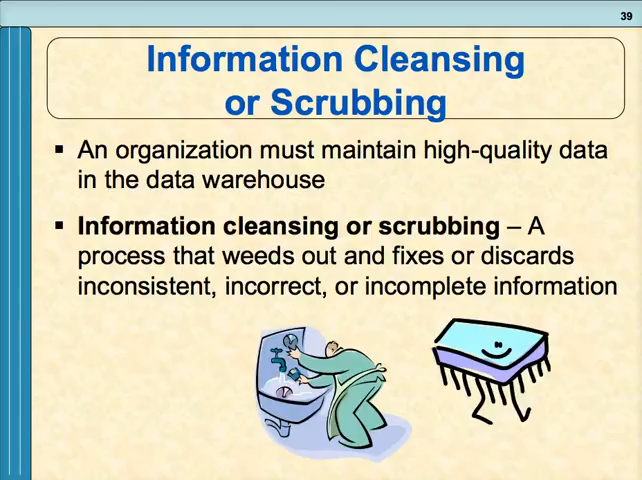 39
Information Cleansing
or Scrubbing
▪ An organization must maintain high-quality data
in the data warehouse
▪ Information cleansing or scrubbing – A
process that weeds out and fixes or discards
inconsistent, incorrect, or incomplete information